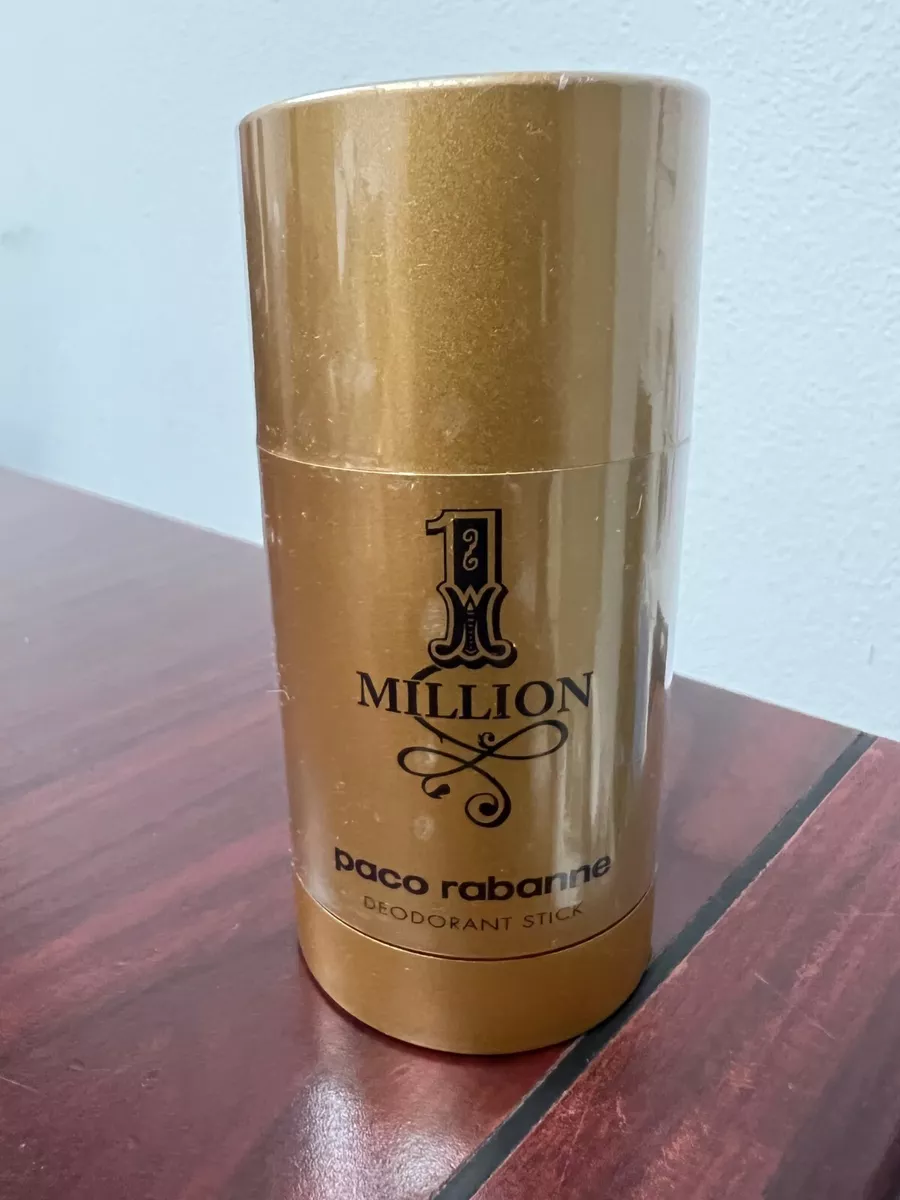 1
MILLION
paco rabanne
DEODORANT STICK